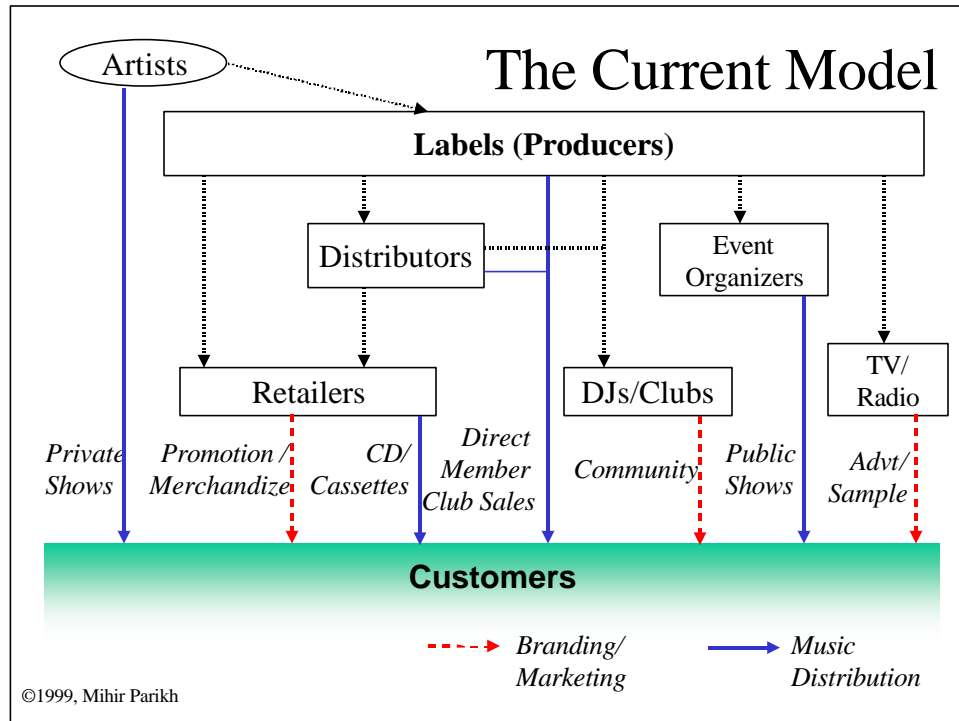 The Current Model
Artists
Labels (Producers)
Distributors
Event
Organizers
Retailers
DJs/Clubs
TV/
Radio
Private
Shows
Promotion /
Merchandize
CD/
Cassettes
Direct
Member
Club Sales
Community
Public
Shows
Advt/
Sample
Customers
Branding/
Marketing
Music
Distribution
©1999, Mihir Parikh